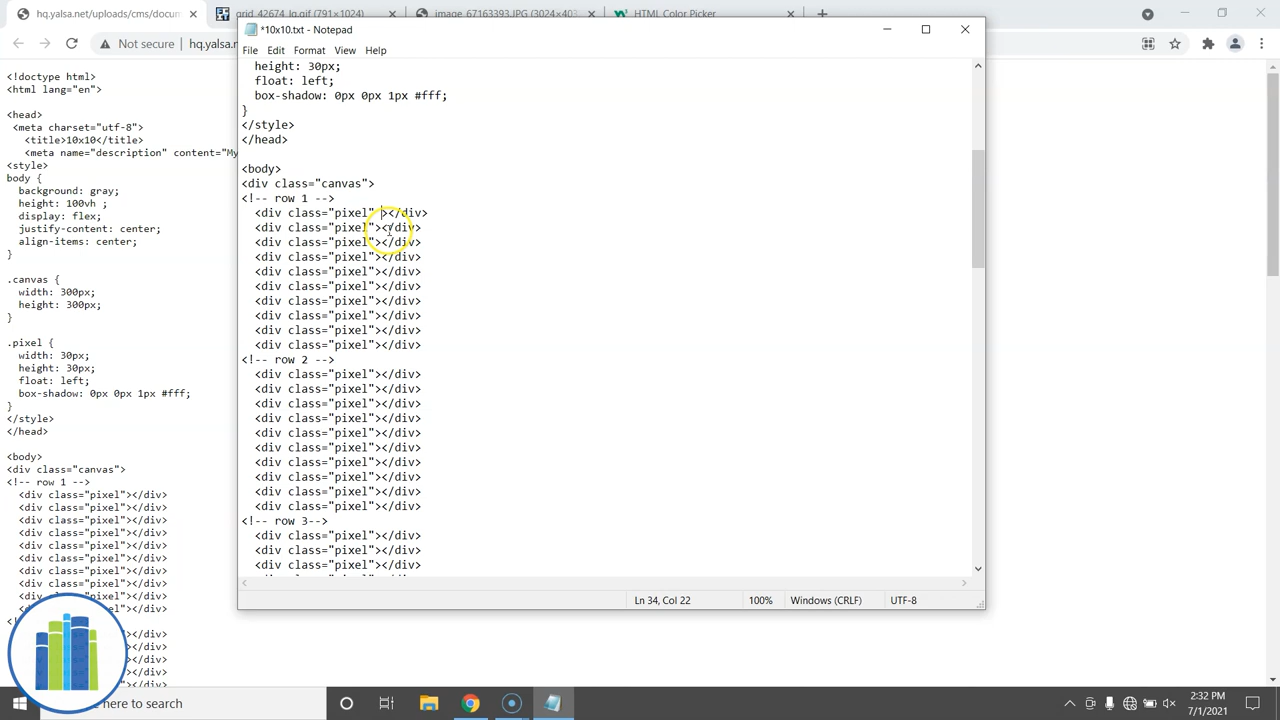 hq.yalsa.net/uploads/cms/docum
grid_42674_lg.gif (791×1024)
image_67163393.JPG (3024×403
HTML Color Picker
Not secure
hq.yalsa.n
*10x10.txt - Notepad
File Edit Format View Help
height: 30px;
float: left;
box-shadow: 0px 0px 1px #fff;
}
</style>
</head>
<body>
<div class="canvas">
<!-- row 1 -->
<div class="pixel" ></div>
<div class="pixel"></div>
<div class="pixel"></div>
<div class="pixel"></div>
<div class="pixel"></div>
<div class="pixel"></div>
<div class="pixel"></div>
<div class="pixel"></div>
<div class="pixel"></div>
<div class="pixel"></div>
<!-- row 2 -->
<div class="pixel"></div>
<div class="pixel"></div>
<div class="pixel"></div>
<div class="pixel"></div>
<div class="pixel"></div>
<div class="pixel"></div>
<div class="pixel"></div>
<div class="pixel"></div>
<div class="pixel"></div>
<div class="pixel"></div>
<!-- row 3-->
<div class="pixel"></div>
<div class="pixel"></div>
<div class="pixel"></div>
Ln 34, Col 22
100%
Windows (CRLF)
UTF-8
<!doctype html>
<html lang="en">
<head>
<meta charset="utf-8">
<title>10x10</title>
<meta name="description" content="My
<style>
body {
background: gray;
height: 100vh ;
display: flex;
justify-content: center;
align-items: center;
}
.canvas {
width: 300px;
height: 300px;
}
.pixel {
width: 30px;
height: 30px;
float: left;
box-shadow: 0px 0px 1px #fff;
}
</style>
</head>
<body>
<div class="canvas">
<!-- row 1 -->
<div class="pixel"></div>
<div class="pixel"></div>
<div class="pixel"></div>
<div class="pixel"></div>
<div class="pixel"></div>
<div class="pixel"></div>
<div class="pixel"></div>
<div class="pixel"></div>
<div class="pixel"></div>
</div>
</div>
</div>
"></div>
"></div>
here to search
2:32 PM
7/1/2021